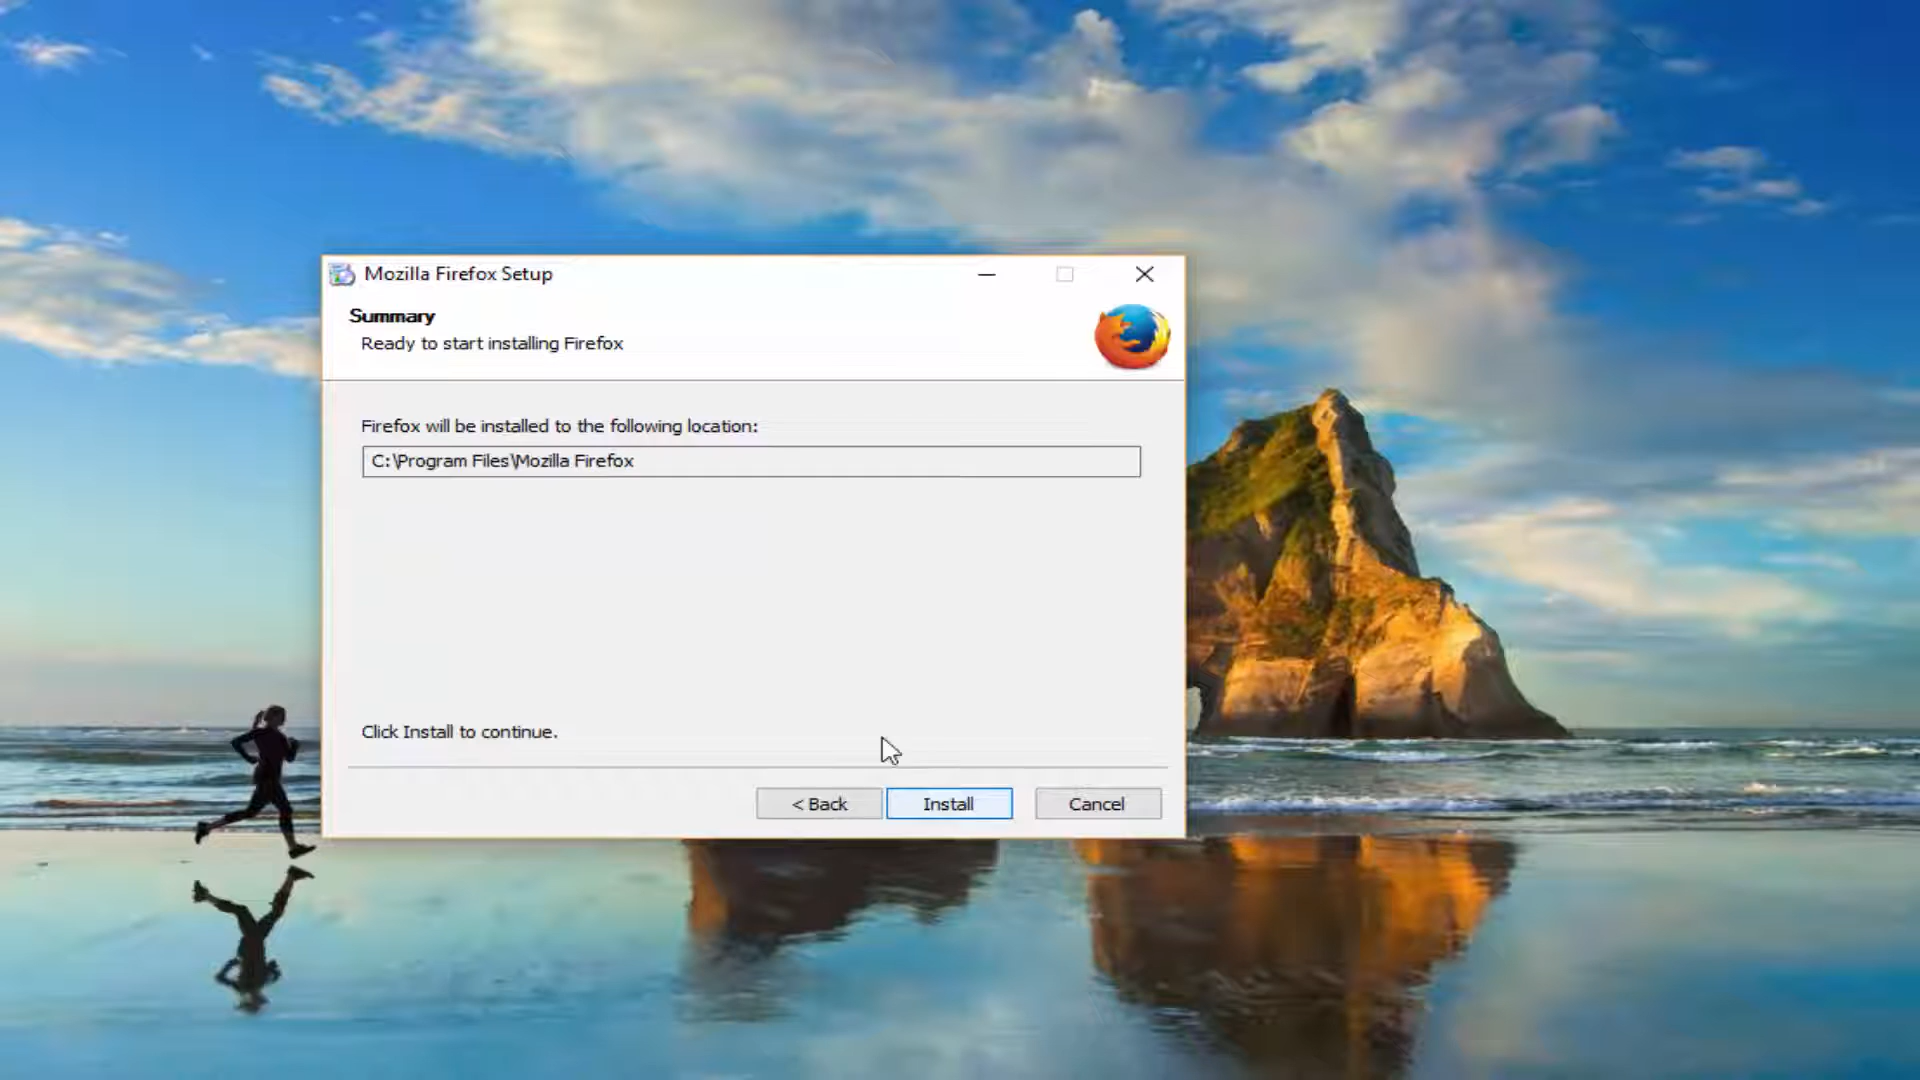 Mozilla Firefox Setup
Summary
Ready to start installing Firefox
Firefox will be installed to the following location:
C:\Program Files\Mozilla Firefox
Click Install to continue.
< Back
Install
Cancel